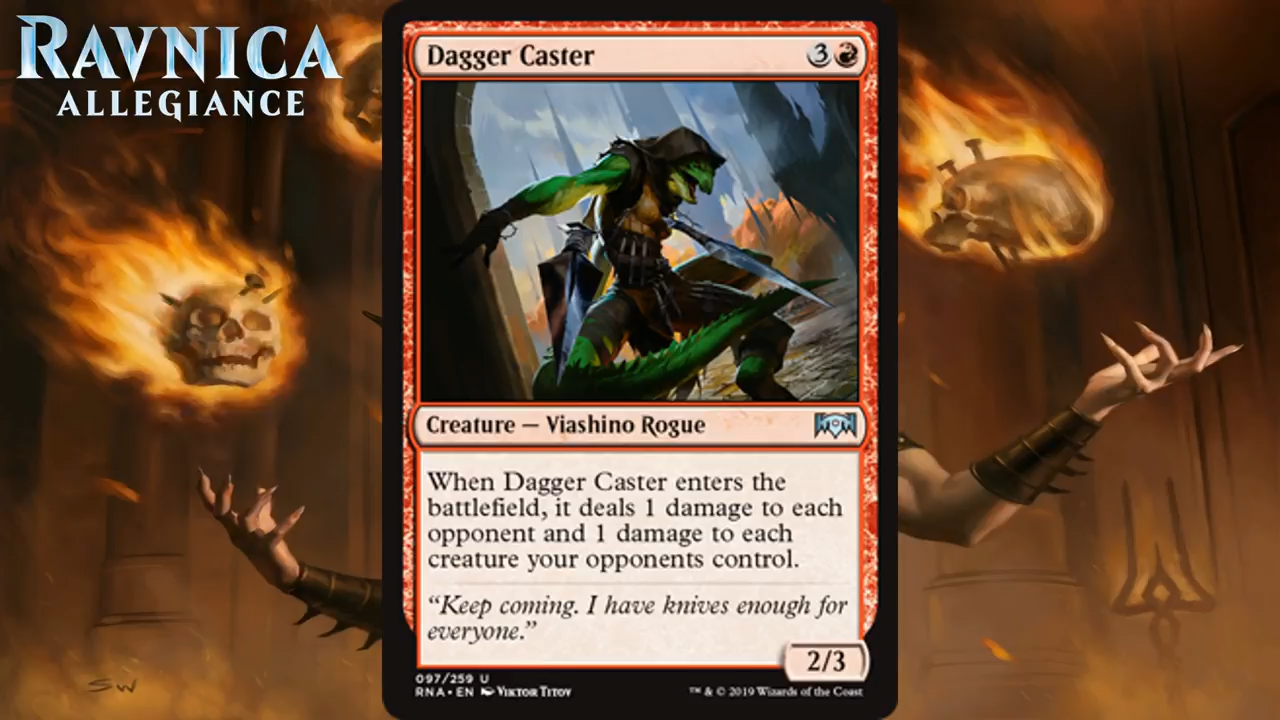 RAVNICA
ALLEGIANCE
Dagger Caster
3
Creature — Viashino Rogue
When Dagger Caster enters the
battlefield, it deals 1 damage to each
opponent and 1 damage to each
creature your opponents control.
“Keep coming. I have knives enough for
everyone.”
2/3
097/259 U
RNA • EN Viktor Titov
™ & © 2019 Wizards of the Coast
SW